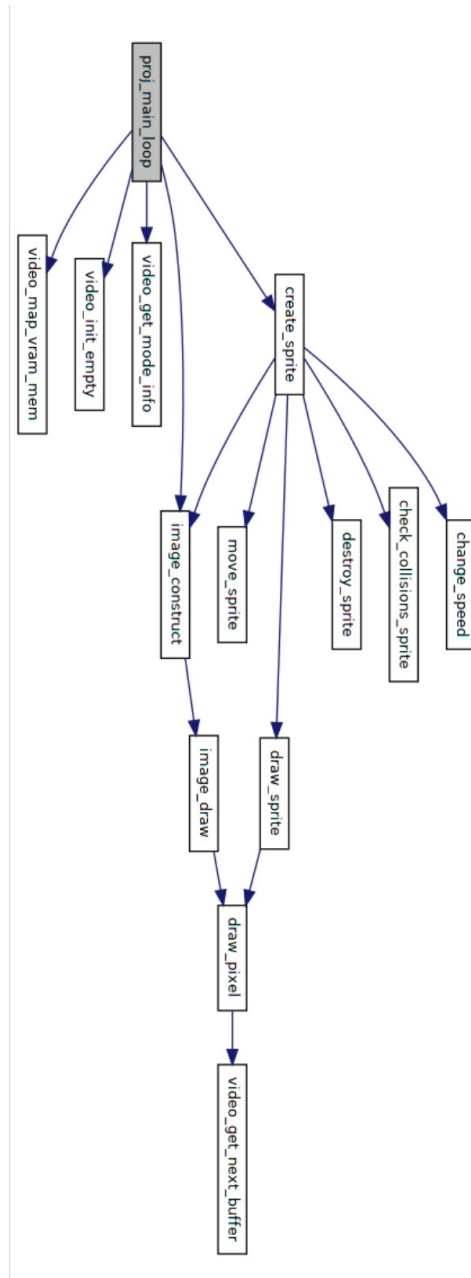 proj_main_loop
create_sprite
change_speed
check_collisions_sprite
destroy_sprite
draw_sprite
move_sprite
image_construct
image_draw
draw_pixel
video_get_next_buffer
video_get_mode_info
video_init_empty
video_map_vram_mem